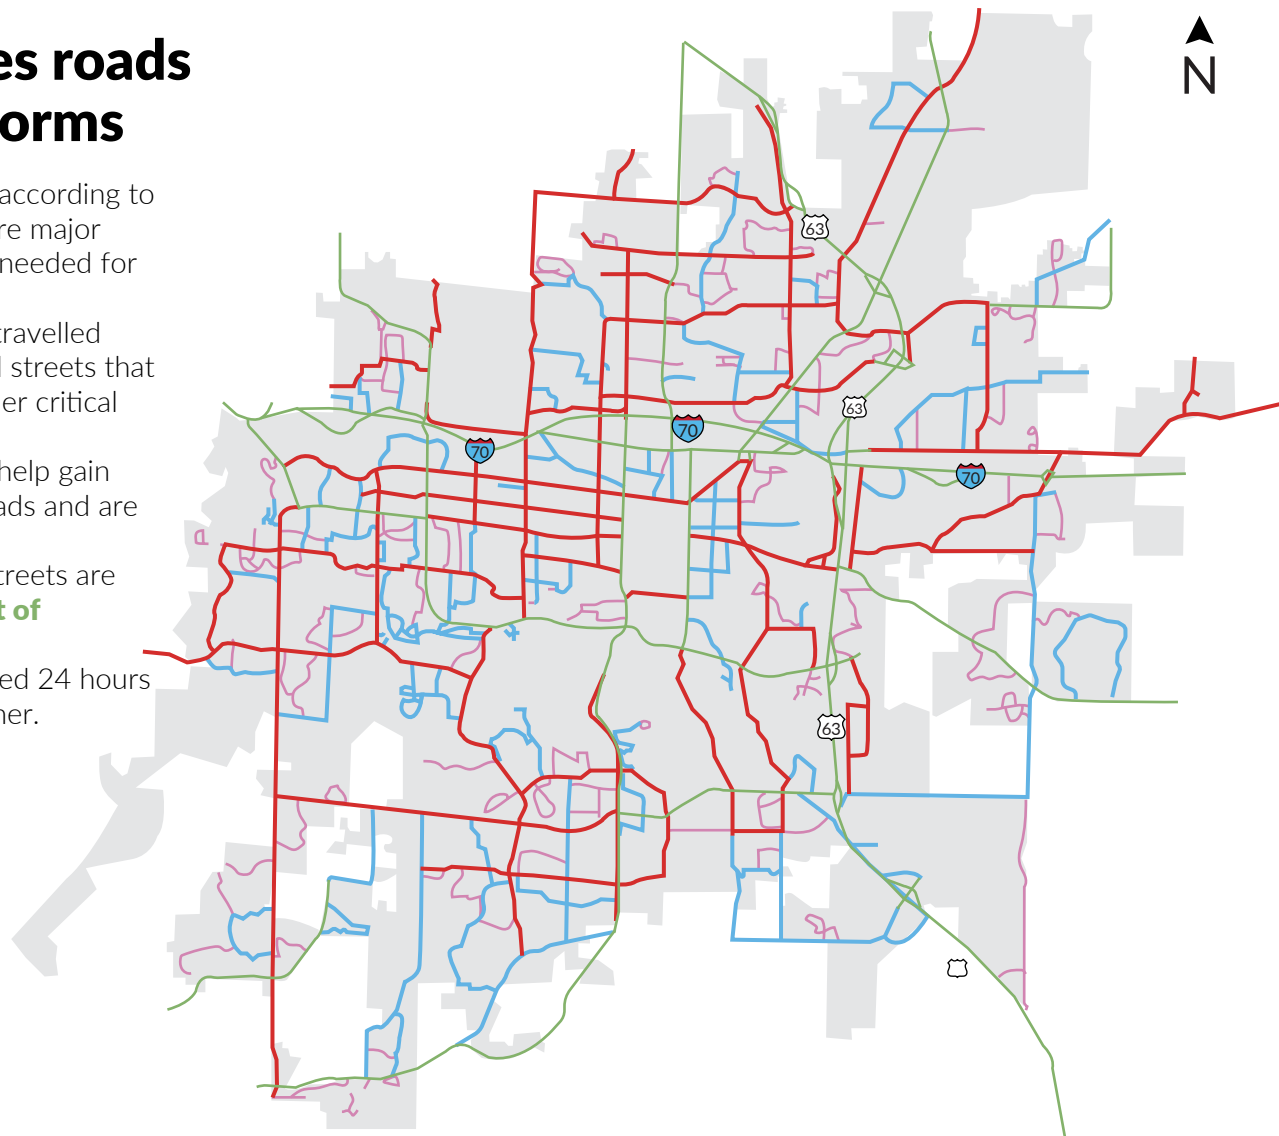 es roads
orms
according to
re major
needed for
travelled
l streets that
er critical
help gain
ads and are
treets are
t of
ed 24 hours
her.
N
63
63
70
70
70
63